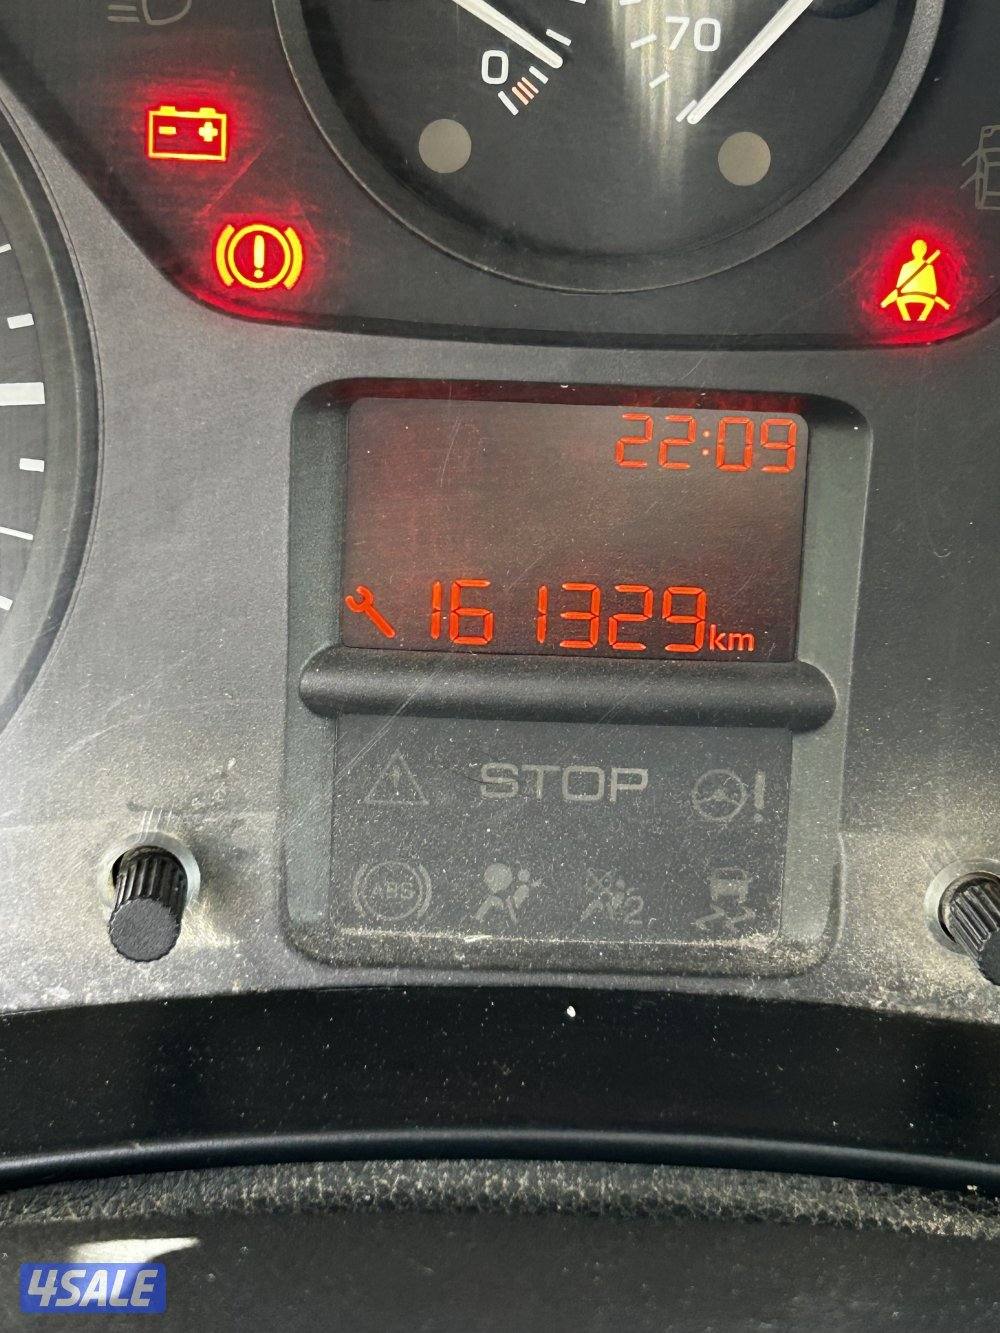 0
70
22:09
161329km
STOP
ABS
2
4SALE